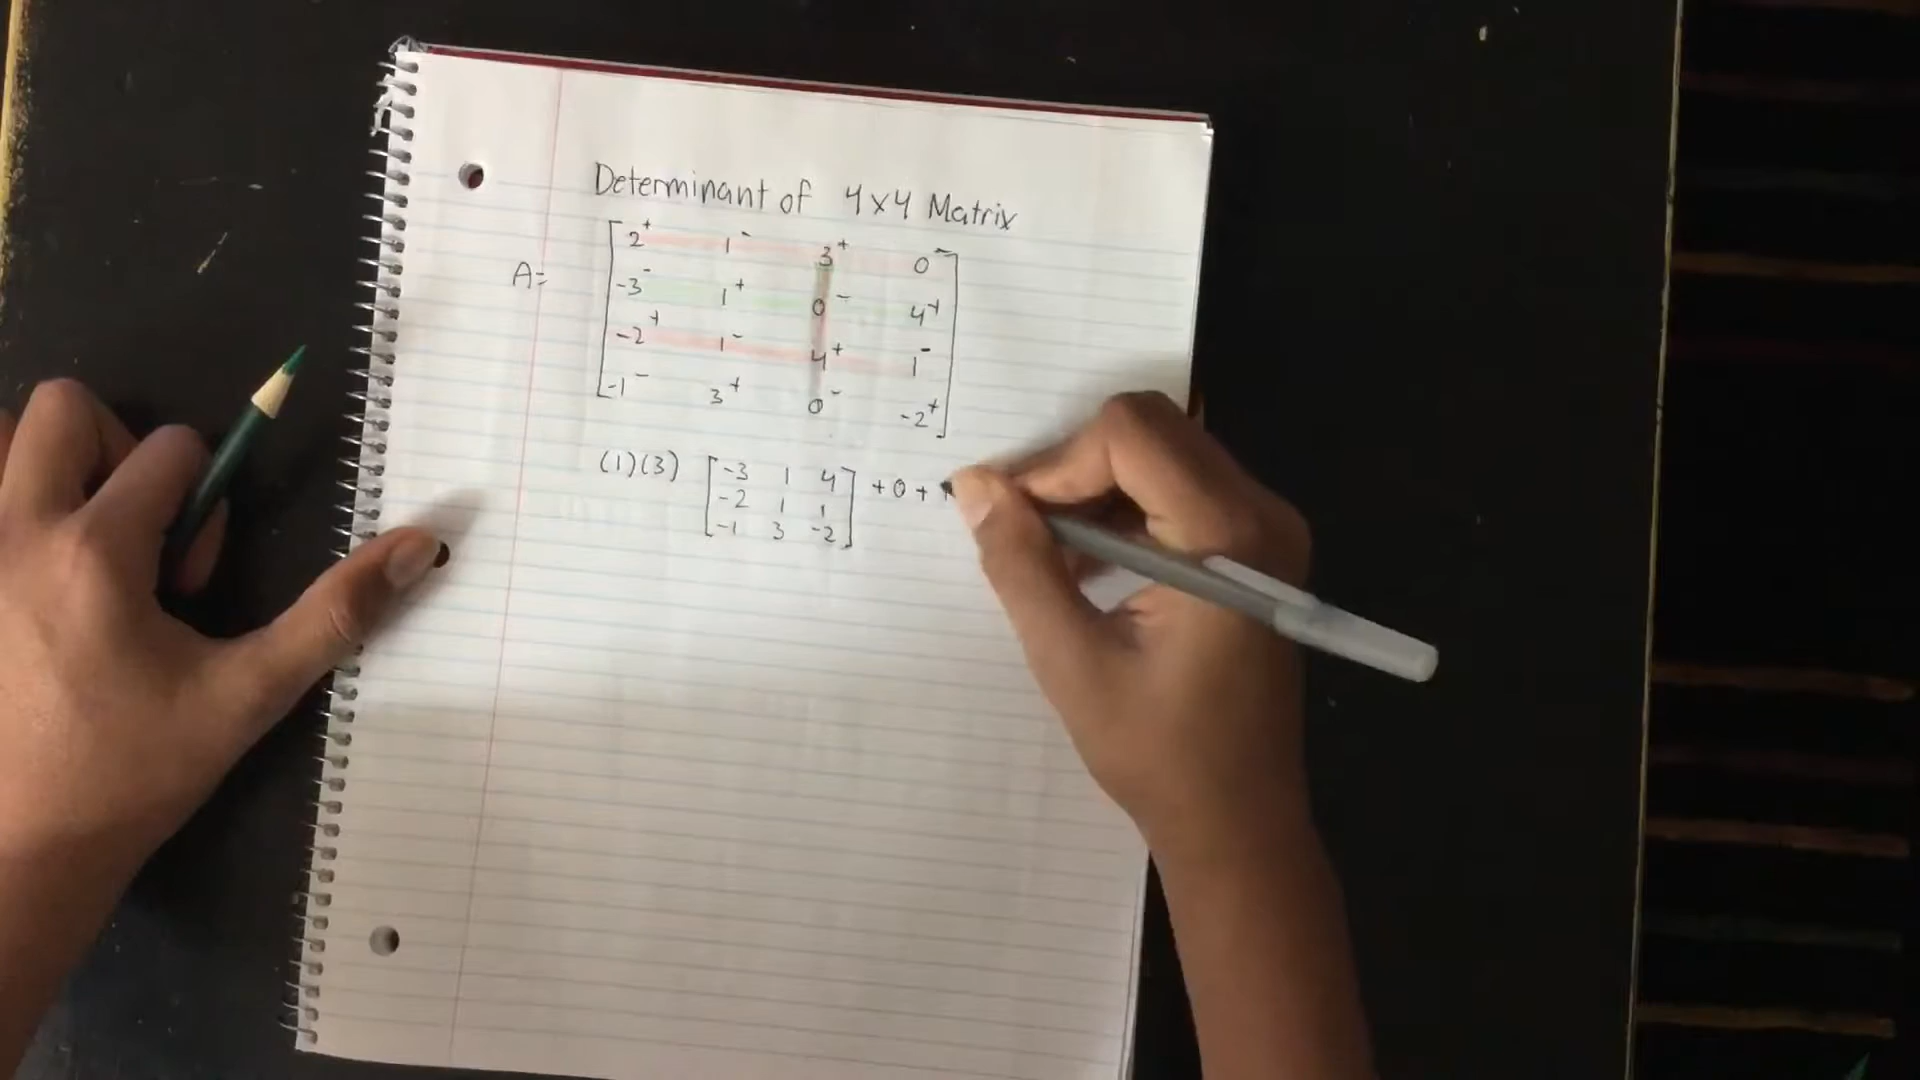 Determinant of 4x4 Matrix
A=
2+ 1- 3+ 0-
-3- 1+ 0- 4+
-2+ 1- 4+ 1-
-1- 3+ 0- -2+
(1)(3) [-3 1 4] +0+
-2 1 1
-1 3 -2